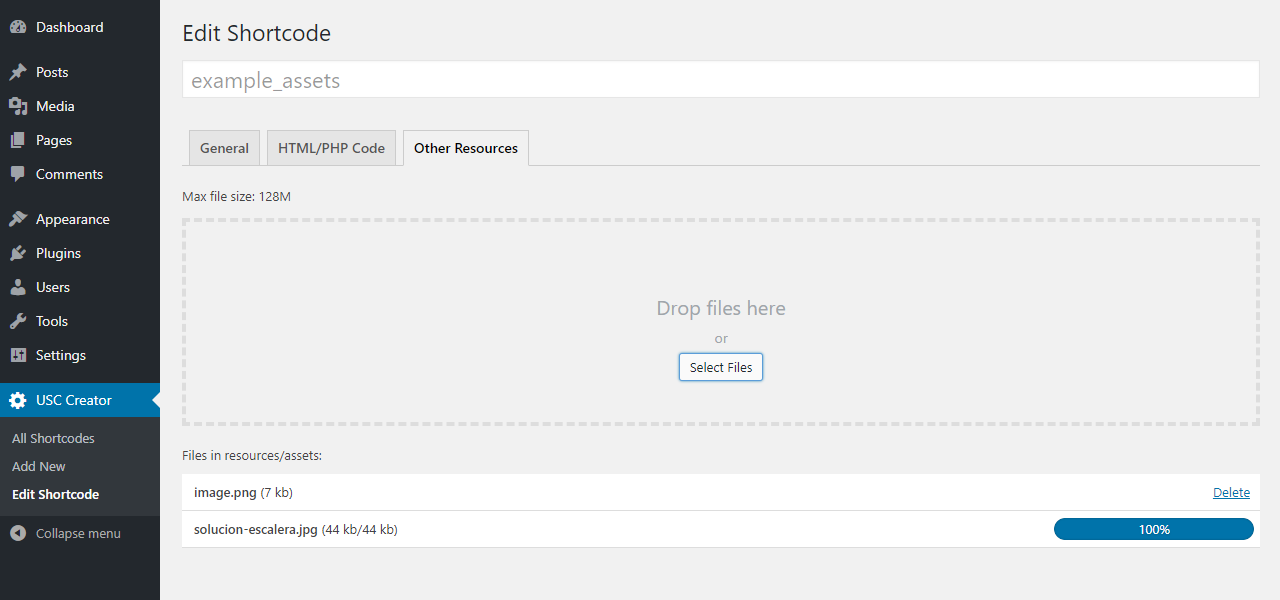 Dashboard
Posts
Media
Pages
Comments
Appearance
Plugins
Users
Tools
Settings
USC Creator
All Shortcodes
Add New
Edit Shortcode
Collapse menu
Edit Shortcode
example_assets
General
HTML/PHP Code
Other Resources
Max file size: 128M
Drop files here
or
Select Files
Files in resources/assets:
image.png (7 kb) Delete
solucion-escalera.jpg (44 kb/44 kb) 100%